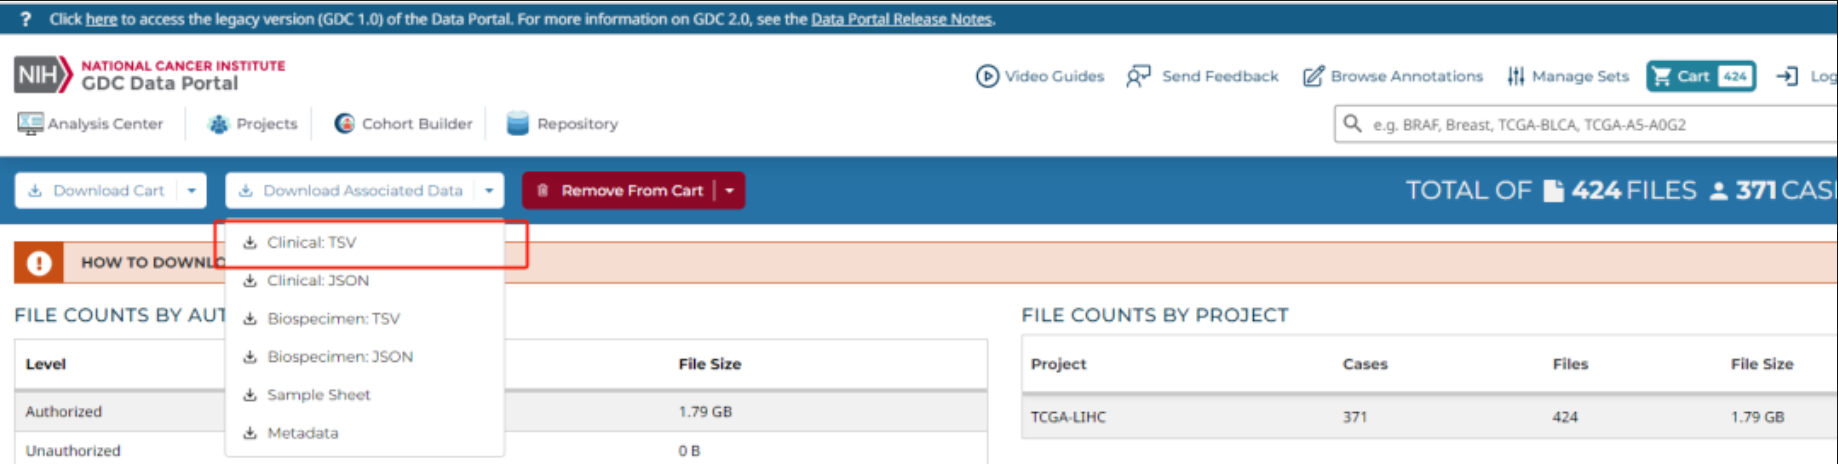 ? Click here to access the legacy version (GDC 1.0) of the Data Portal. For more information on GDC 2.0, see the Data Portal Release Notes.
NIH NATIONAL CANCER INSTITUTE
GDC Data Portal
Video Guides Send Feedback Browse Annotations Manage Sets Cart 424 Log
Analysis Center Projects Cohort Builder Repository
e.g. BRAF, Breast, TCGA-BLCA, TCGA-A5-A0G2
Download Cart Download Associated Data Remove From Cart TOTAL OF 424 FILES 371 CAS
Clinical: TSV
HOW TO DOWNLO
Clinical: JSON
Biospecimen: TSV
Biospecimen: JSON
Sample Sheet
Metadata
FILE COUNTS BY AUT
Level File Size
Authorized 1.79 GB
Unauthorized 0 B
FILE COUNTS BY PROJECT
Project Cases Files File Size
TCGA-LIHC 371 424 1.79 GB